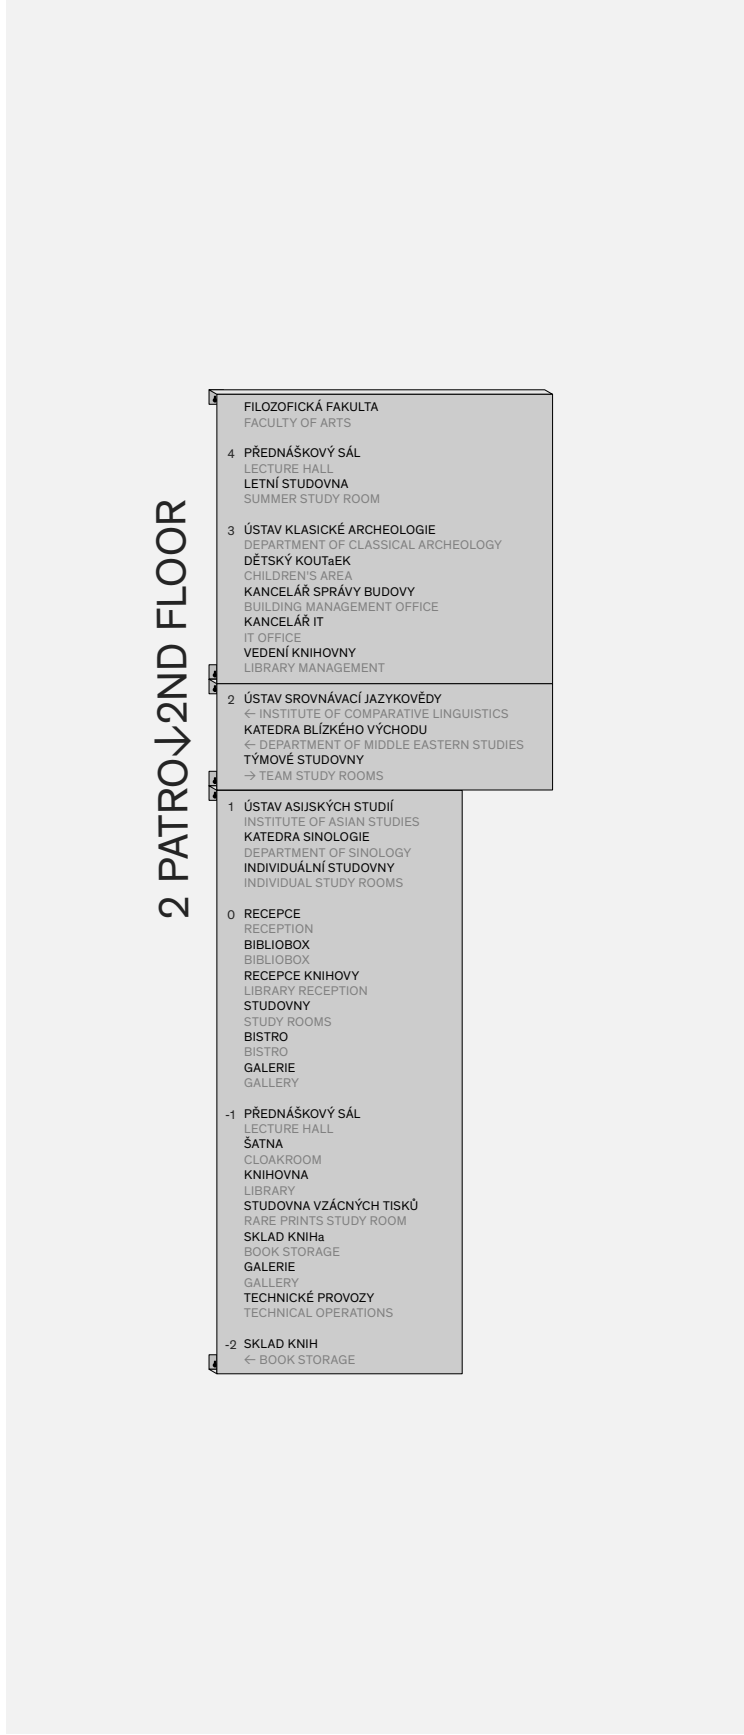 2 PATRO↓2ND FLOOR
FILOZOFICKÁ FAKULTA
FACULTY OF ARTS
4 PŘEDNÁŠKOVÝ SÁL
LECTURE HALL
LETNÍ STUDOVNA
SUMMER STUDY ROOM
3 ÚSTAV KLASICKÉ ARCHEOLOGIE
DEPARTMENT OF CLASSICAL ARCHEOLOGY
DĚTSKÝ KOUTaEK
CHILDREN'S AREA
KANCELÁŘ SPRÁVY BUDOVY
BUILDING MANAGEMENT OFFICE
KANCELÁŘ IT
IT OFFICE
VEDENÍ KNIHOVNY
LIBRARY MANAGEMENT
2 ÚSTAV SROVNÁVACÍ JAZYKOVĚDY
← INSTITUTE OF COMPARATIVE LINGUISTICS
KATEDRA BLÍZKÉHO VÝCHODU
← DEPARTMENT OF MIDDLE EASTERN STUDIES
TÝMOVÉ STUDOVNY
→ TEAM STUDY ROOMS
1 ÚSTAV ASIJSKÝCH STUDIÍ
INSTITUTE OF ASIAN STUDIES
KATEDRA SINOLOGIE
DEPARTMENT OF SINOLOGY
INDIVIDUÁLNÍ STUDOVNY
INDIVIDUAL STUDY ROOMS
0 RECEPCE
RECEPTION
BIBLIOBOX
BIBLIOBOX
RECEPCE KNIHOVY
LIBRARY RECEPTION
STUDOVNY
STUDY ROOMS
BISTRO
BISTRO
GALERIE
GALLERY
-1 PŘEDNÁŠKOVÝ SÁL
LECTURE HALL
ŠATNA
CLOAKROOM
KNIHOVNA
LIBRARY
STUDOVNA VZÁCNÝCH TISKŮ
RARE PRINTS STUDY ROOM
SKLAD KNIHa
BOOK STORAGE
GALERIE
GALLERY
TECHNICKÉ PROVOZY
TECHNICAL OPERATIONS
-2 SKLAD KNIH
← BOOK STORAGE